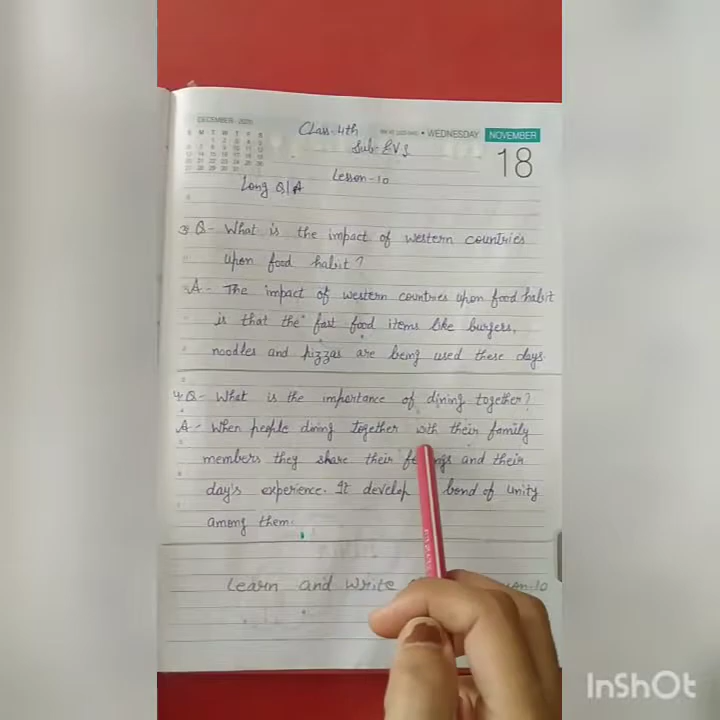 DECEMBER - 2020
Class-4th
WEDNESDAY
NOVEMBER
Sub-EVS
18
Lesson-10
Long Q/A
3 Q- What is the impact of western countries
upon food habit?
A- The impact of western countries upon food habit
is that the fast food items like burgers,
noodles and pizzas are being used these days.
4 Q- What is the importance of dining together?
A- When people dining together with their family
members they share their feelings and their
day's experience. It develop bond of unity
among them.
Learn and Write
InShOt